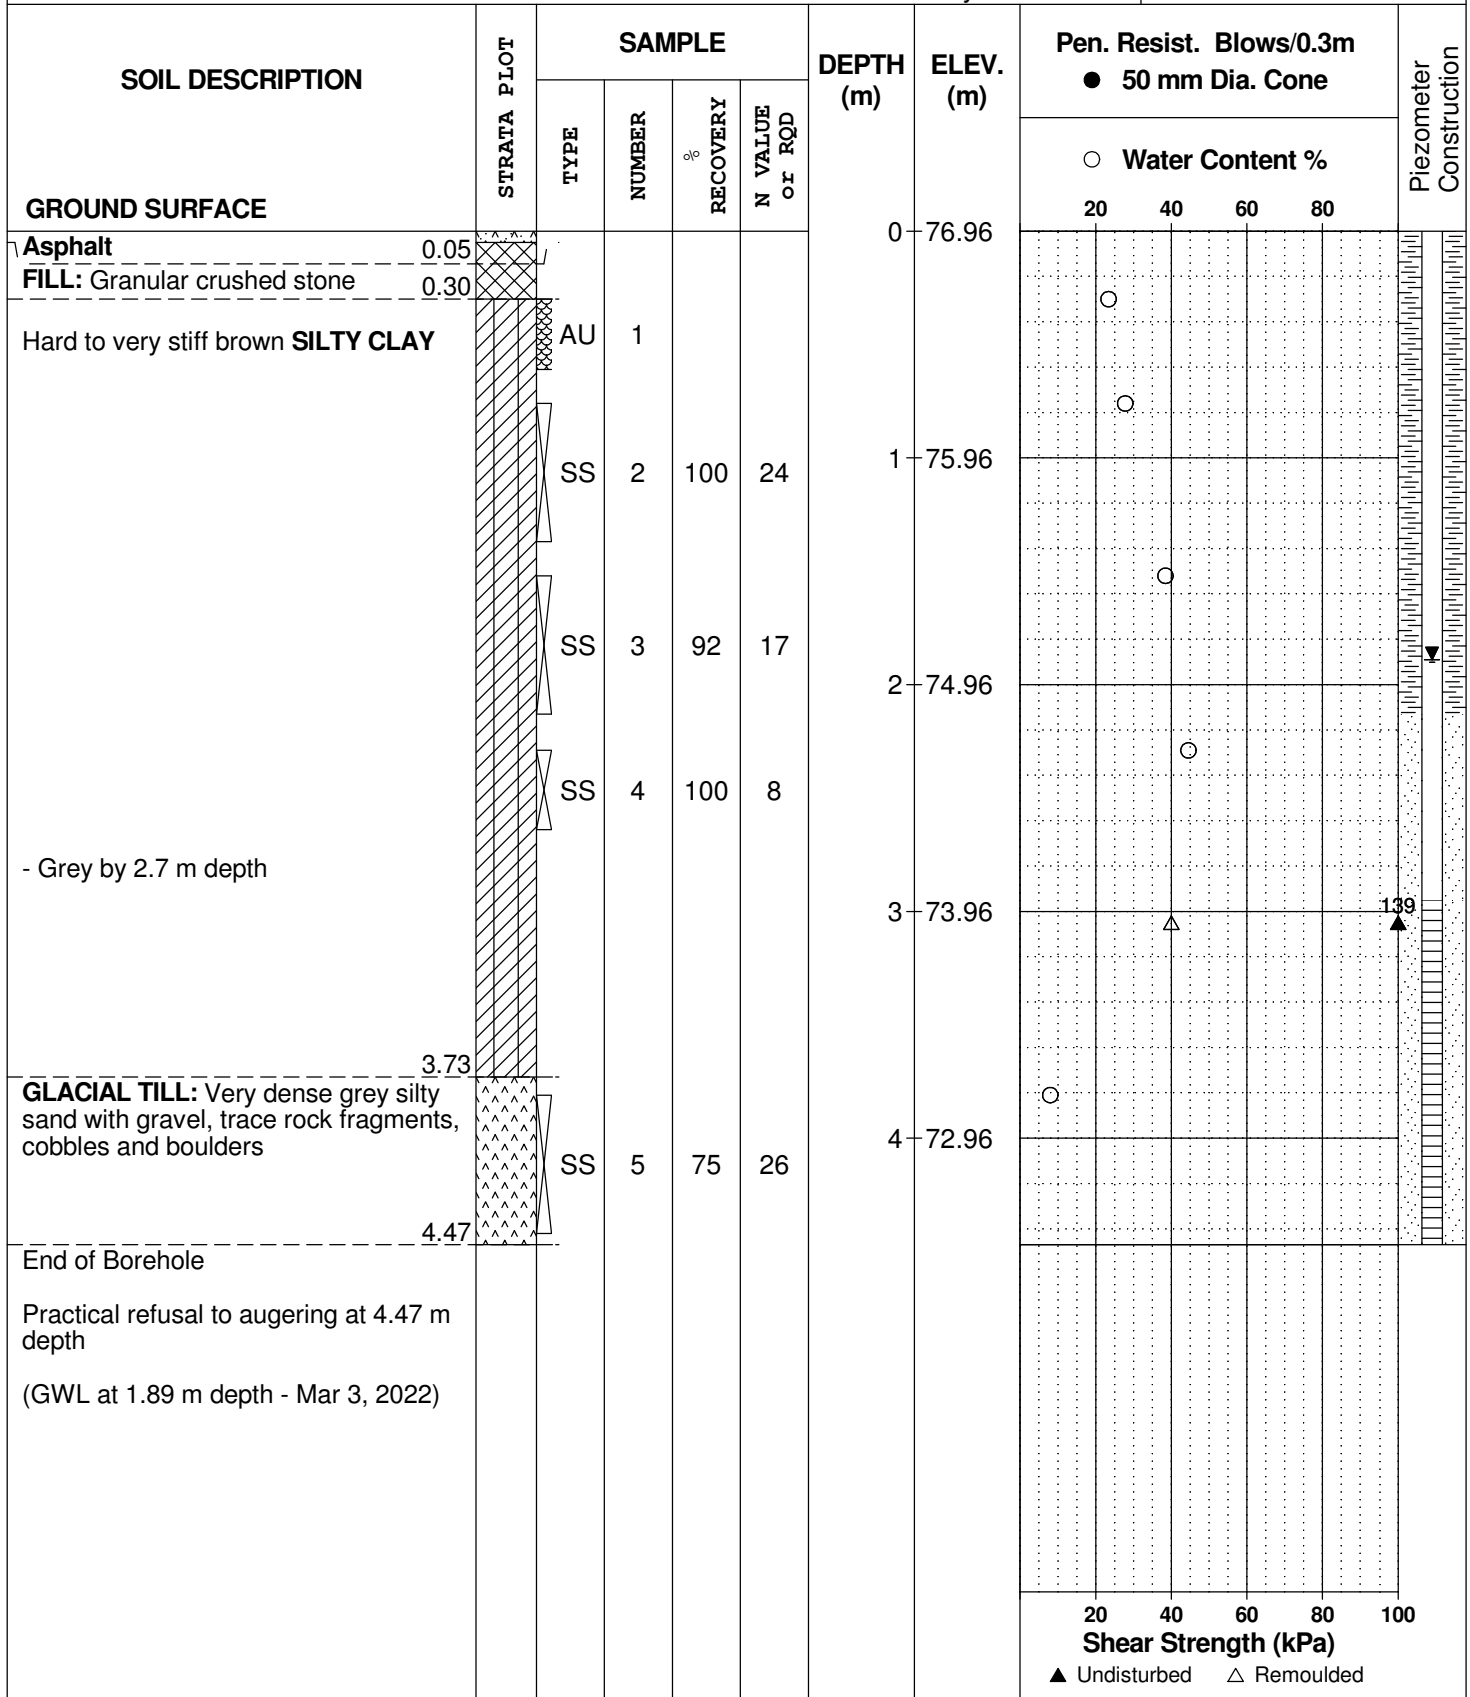 SOIL DESCRIPTION
GROUND SURFACE
STRATA PLOT
SAMPLE
TYPE
NUMBER
%
RECOVERY
N VALUE
or RQD
DEPTH
(m)
ELEV.
(m)
Pen. Resist. Blows/0.3m
● 50 mm Dia. Cone
○ Water Content %
20 40 60 80
Piezometer
Construction
0 76.96
Asphalt 0.05
FILL: Granular crushed stone 0.30
Hard to very stiff brown SILTY CLAY
AU 1
1 75.96
SS 2 100 24
SS 3 92 17
2 74.96
SS 4 100 8
- Grey by 2.7 m depth
3 73.96
139
3.73
GLACIAL TILL: Very dense grey silty
sand with gravel, trace rock fragments,
cobbles and boulders
4 72.96
SS 5 75 26
4.47
End of Borehole
Practical refusal to augering at 4.47 m
depth
(GWL at 1.89 m depth - Mar 3, 2022)
20 40 60 80 100
Shear Strength (kPa)
▲ Undisturbed △ Remoulded